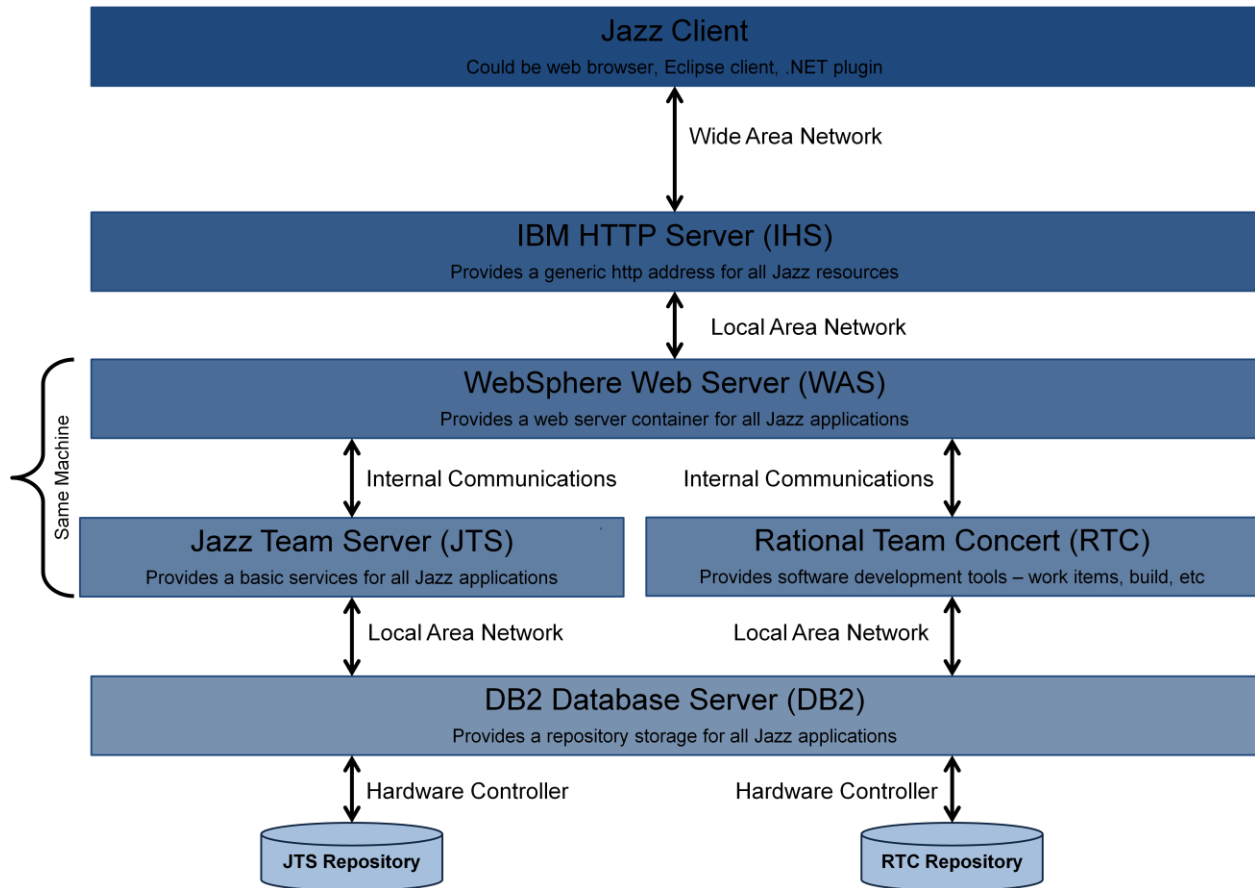 Jazz Client
Could be web browser, Eclipse client, .NET plugin
Wide Area Network
IBM HTTP Server (IHS)
Provides a generic http address for all Jazz resources
Local Area Network
WebSphere Web Server (WAS)
Provides a web server container for all Jazz applications
Same Machine
Internal Communications
Internal Communications
Jazz Team Server (JTS)
Provides a basic services for all Jazz applications
Rational Team Concert (RTC)
Provides software development tools – work items, build, etc
Local Area Network
Local Area Network
DB2 Database Server (DB2)
Provides a repository storage for all Jazz applications
Hardware Controller
Hardware Controller
JTS Repository
RTC Repository